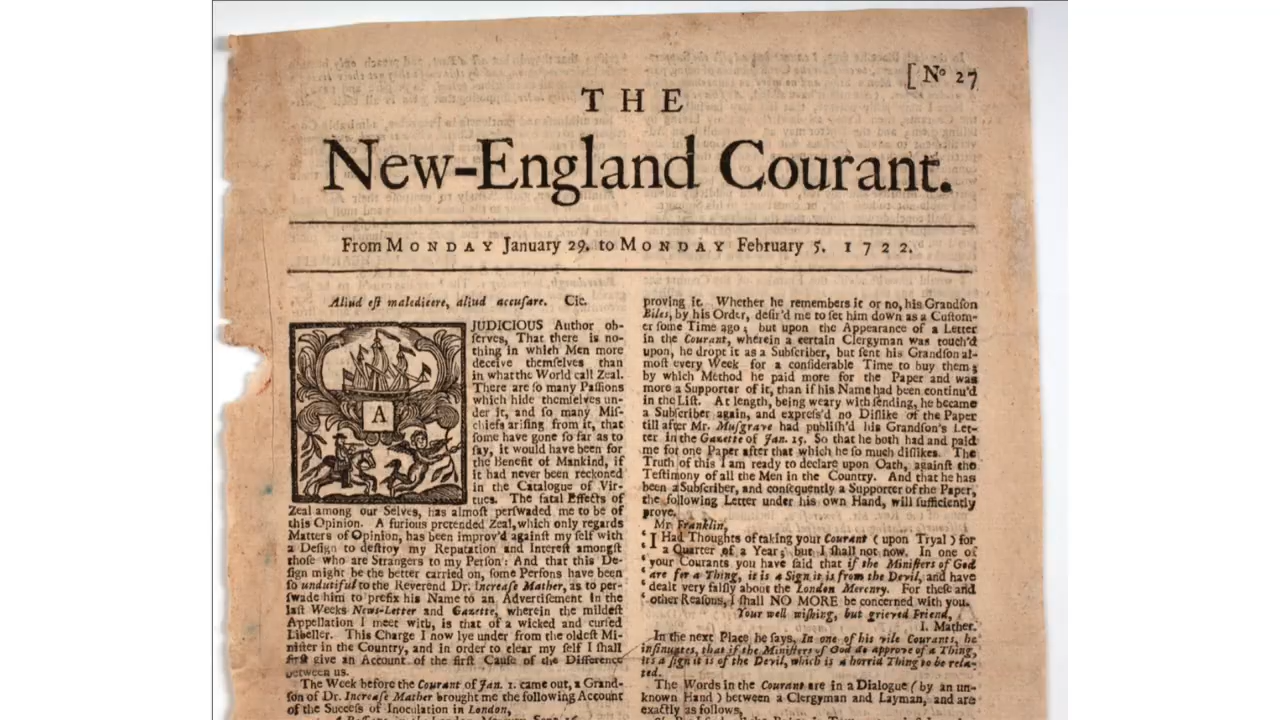 [ No 27
THE
New-England Courant.
From MONDAY January 29. to MONDAY February 5. 1722.
Aliud est maledicere, aliud accusare. Cic.
A
JUDICIOUS Author ob-
serves, That there is no-
thing in which Men more
deceive themselves than
in what the World call Zeal.
There are so many Passions
which hide themselves un-
der it, and so many Mis-
chiefs arising from it, that
some have gone so far as to
say, it would have been for
the Benefit of Mankind, if
it had never been reckoned
in the Catalogue of Vir-
tues. The fatal Effects of
Zeal among our Selves, has almost perswaded me to be of
this Opinion. A furious pretended Zeal, which only regards
Matters of Opinion, has been improv'd against my self with
a Design to destroy my Reputation and Interest amongst
those who are Strangers to my Person: And that this De-
sign might be the better carried on, some Persons have been
so undutiful to the Reverend Dr. Increase Mather, as to per-
swade him to prefix his Name to an Advertisement in the
last Weeks News-Letter and Gazette, wherein the mildest
Appellation I meet with, is that of a wicked and cursed
Libeller. This Charge I now lye under from the oldest Mi-
nister in the Country, and in order to clear my self I shall
first give an Account of the first Cause of the Difference
between us.
The Week before the Courant of Jan. 1. came out, a Grand-
son of Dr. Increase Mather brought me the following Account
of the Success of Inoculation in London,
proving it. Whether he remembers it or no, his Grandson
Biles, by his Order, desir'd me to set him down as a Custom-
er some Time ago; but upon the Appearance of a Letter
in the Courant, wherein a certain Clergyman was touch'd
upon, he dropt it as a Subscriber, but sent his Grandson al-
most every Week for a considerable Time to buy them;
by which Method he paid more for the Paper and was
more a Supporter of it, than if his Name had been continu'd
in the List. At length, being weary with sending, he became
a Subscriber again, and express'd no Dislike of the Paper
till after Mr. Musgrave had publish'd his Grandson's Let-
ter in the Gazette of Jan. 15. So that he both had and paid
me for one Paper after that which he so much dislikes. The
Truth of this I am ready to declare upon Oath, against the
Testimony of all the Men in the Country. And that he has
been a Subscriber, and consequently a Supporter of the Paper,
the following Letter under his own Hand, will sufficiently
prove.
Mr. Franklin,
' I Had Thoughts of taking your Courant ( upon Tryal ) for
' a Quarter of a Year; but I shall not now. In one of
' your Courants you have said that if the Ministers of God
' are for a Thing, it is a Sign it is from the Devil, and have
' dealt very falsly about the London Mercury. For these and
' other Reasons, I shall NO MORE be concerned with you.
Your well wishing, but grieved Friend,
I. Mather.
In the next Place he says, In one of his vile Courants, he
insinuates, that if the Ministers of God do approve of a Thing,
it's a sign it is of the Devil, which is a horrid Thing to be rela-
ted.
The Words in the Courant are in a Dialogue ( by an un-
known Hand ) between a Clergyman and Layman, and are
exactly as follows,